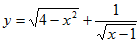 y = √(4 − x²) + 1/√(x−1)